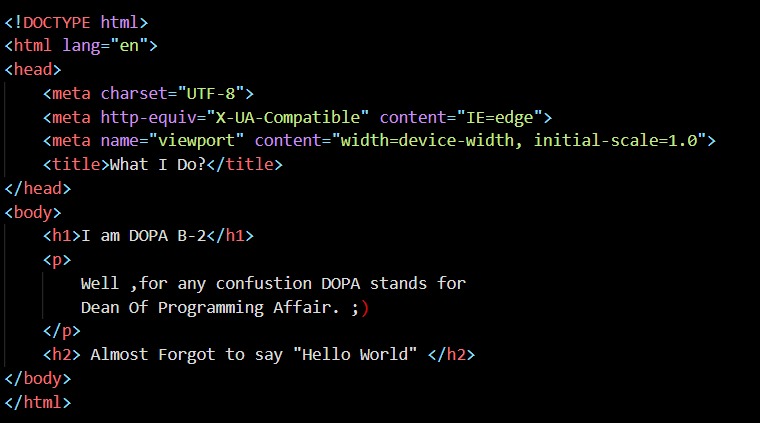 <!DOCTYPE html>
<html lang="en">
<head>
    <meta charset="UTF-8">
    <meta http-equiv="X-UA-Compatible" content="IE=edge">
    <meta name="viewport" content="width=device-width, initial-scale=1.0">
    <title>What I Do?</title>
</head>
<body>
    <h1>I am DOPA B-2</h1>
    <p>
        Well ,for any confustion DOPA stands for
        Dean Of Programming Affair. ;)
    </p>
    <h2> Almost Forgot to say "Hello World" </h2>
</body>
</html>